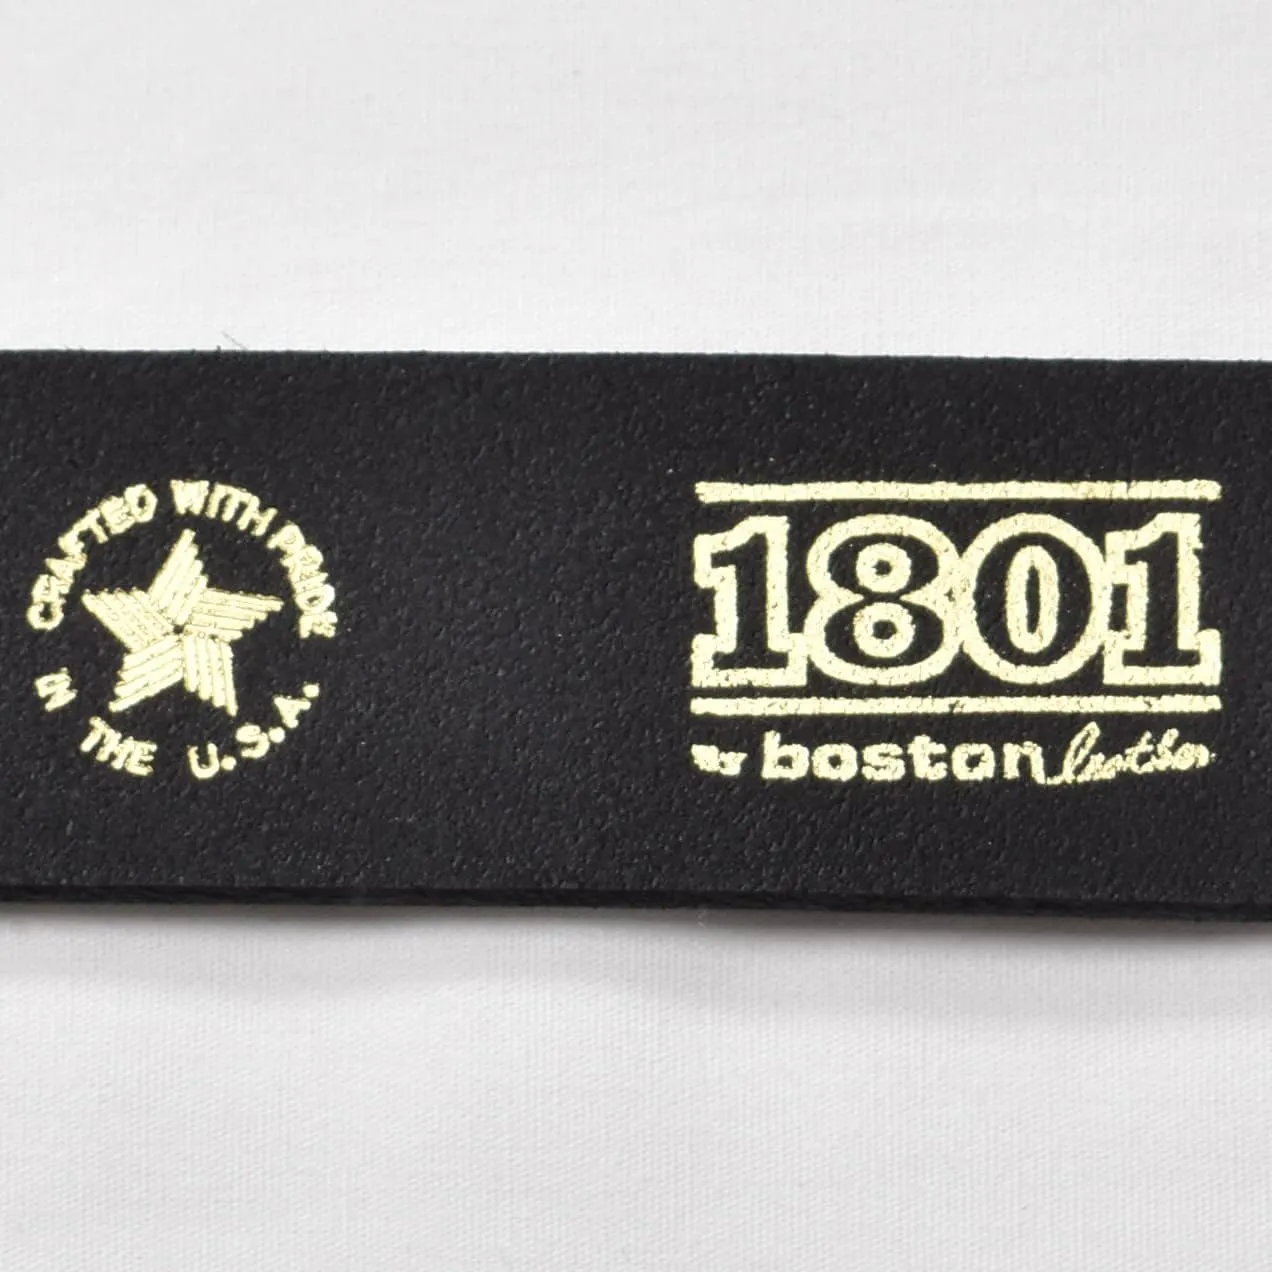 CRAFTED WITH PRIDE
IN THE U.S.A.
1801
by boston leather